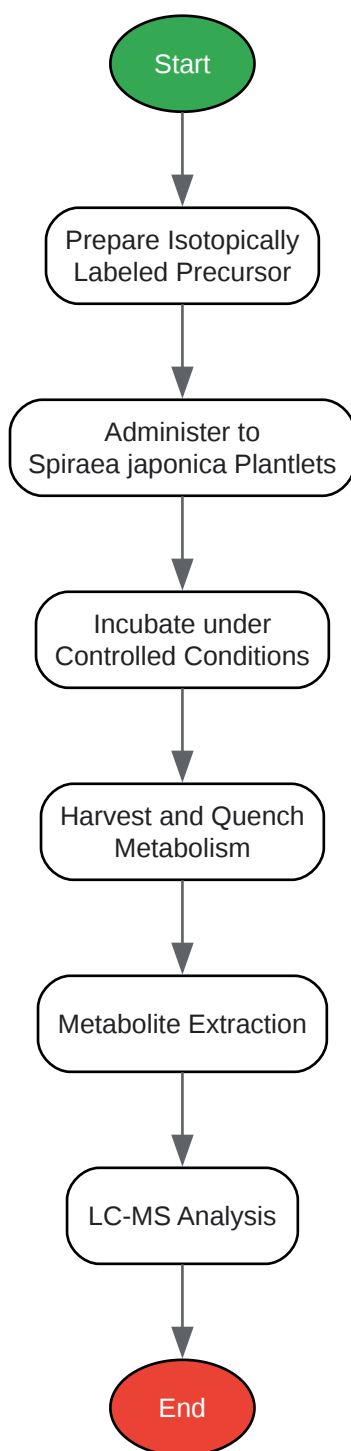 Start
Prepare Isotopically
Labeled Precursor
Administer to
Spiraea japonica Plantlets
Incubate under
Controlled Conditions
Harvest and Quench
Metabolism
Metabolite Extraction
LC-MS Analysis
End